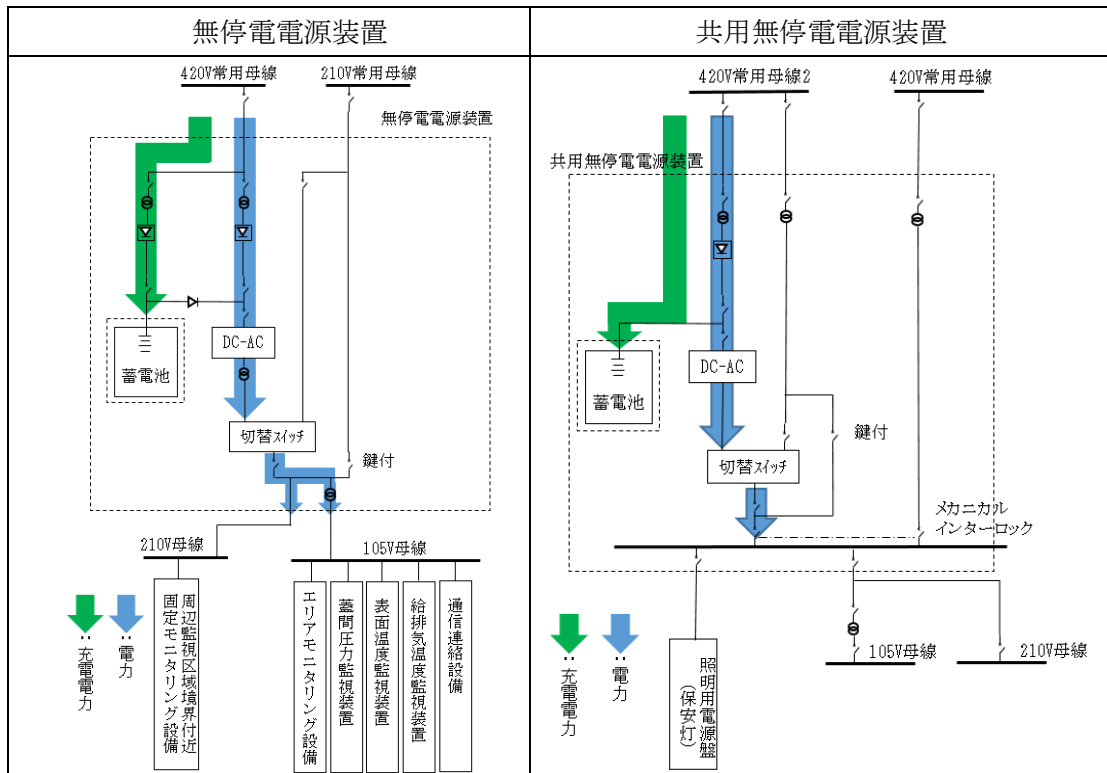 無停電電源装置
420V常用母線
210V常用母線
無停電電源装置
DC-AC
蓄電池
切替スイッチ
鍵付
210V母線
105V母線
周辺監視区域境界付近
固定モニタリング設備
エリアモニタリング設備
蓋間圧力監視装置
表面温度監視装置
給排気温度監視装置
通信連絡設備
：充電電力
：電力
共用無停電電源装置
420V常用母線2
420V常用母線
共用無停電電源装置
DC-AC
蓄電池
鍵付
切替スイッチ
メカニカル
インターロック
照明用電源盤
（保安灯）
105V母線
210V母線
：充電電力
：電力